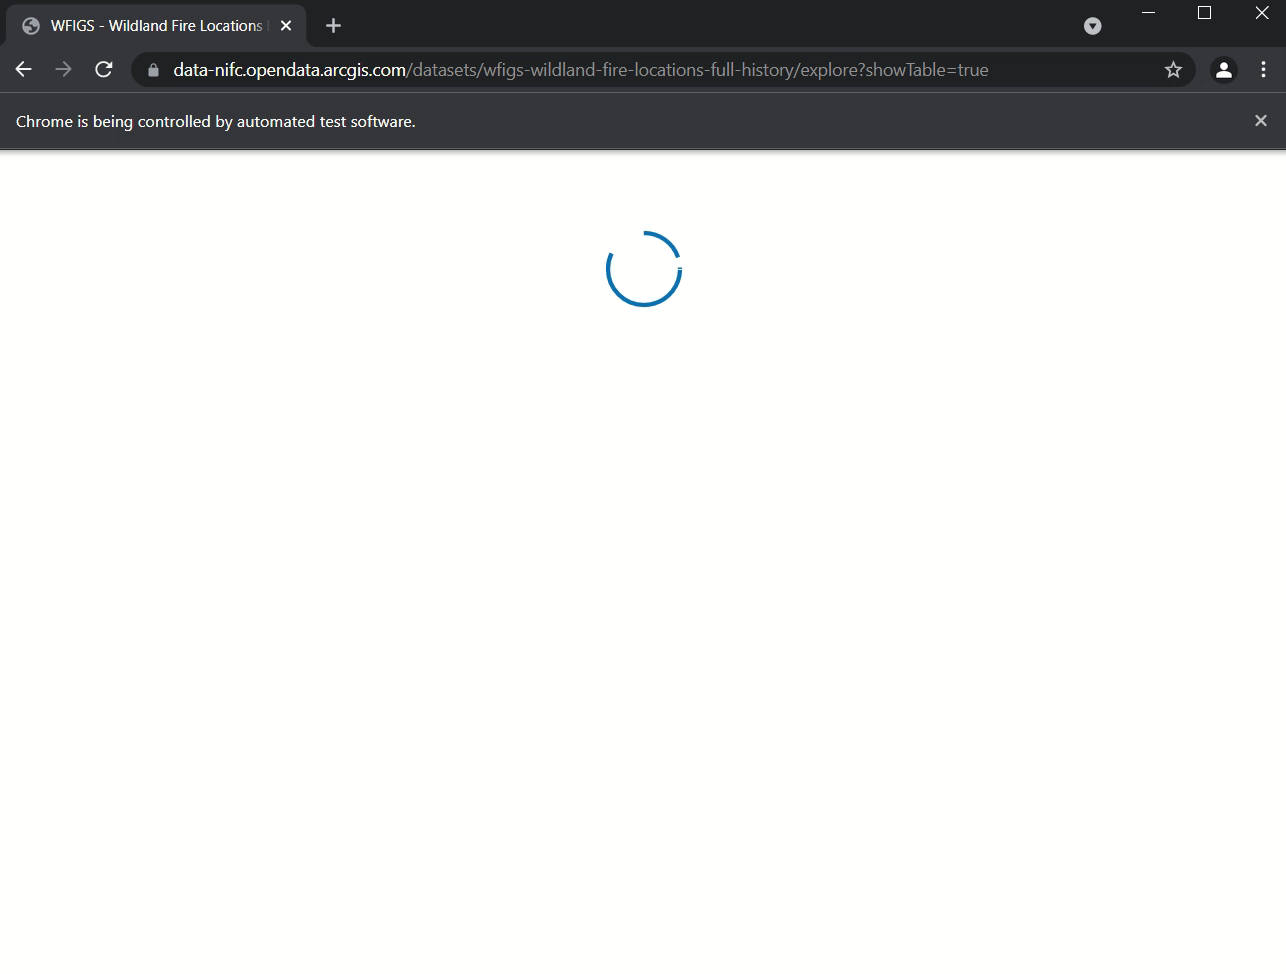 WFIGS - Wildland Fire Locations
data-nifc.opendata.arcgis.com/datasets/wfigs-wildland-fire-locations-full-history/explore?showTable=true
Chrome is being controlled by automated test software.